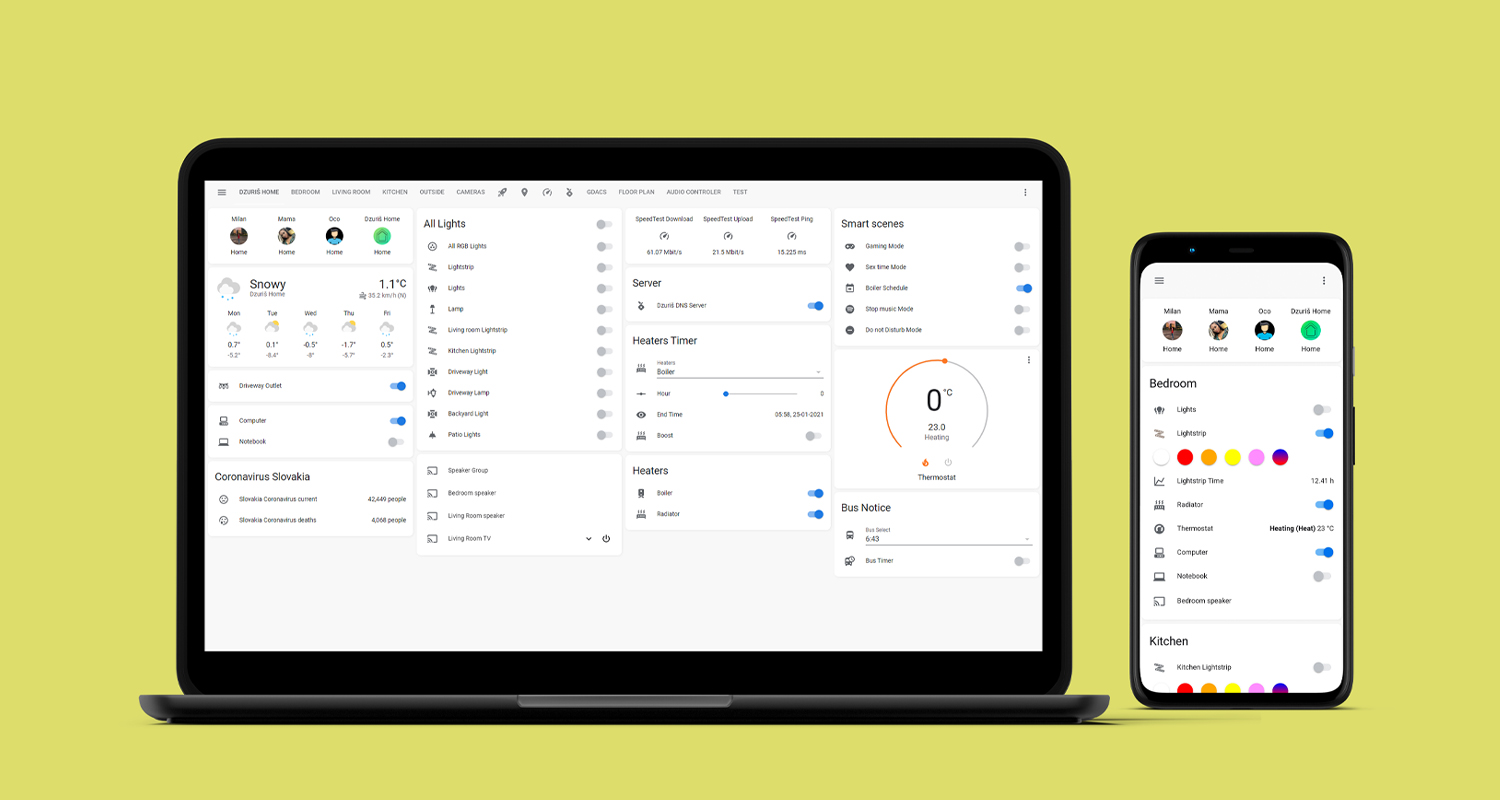 DZURIŠ HOME BEDROOM LIVING ROOM KITCHEN OUTSIDE CAMERAS GDACS FLOOR PLAN AUDIO CONTROLER TEST
Milan Mama Oco Dzuriš Home
Home Home Home Home
Snowy 1.1°C
Dzuriš Home 35.2 km/h (N)
Mon Tue Wed Thu Fri
0.7° 0.1° -0.5° -1.7° 0.5°
-5.2° -6.4° -8° -5.7° -2.3°
Driveway Outlet
Computer
Notebook
Coronavirus Slovakia
Slovakia Coronavirus current 42,449 people
Slovakia Coronavirus deaths 4,068 people
All Lights
All RGB Lights
Lightstrip
Lights
Lamp
Living room Lightstrip
Kitchen Lightstrip
Driveway Light
Driveway Lamp
Backyard Light
Patio Lights
Speaker Group
Bedroom speaker
Living Room speaker
Living Room TV
SpeedTest Download SpeedTest Upload SpeedTest Ping
61.07 Mbit/s 21.5 Mbit/s 15.225 ms
Server
Dzuriš DNS Server
Heaters Timer
Heaters
Boiler
Hour 0
End Time 05:58, 25-01-2021
Boost
Heaters
Boiler
Radiator
Smart scenes
Gaming Mode
Sex time Mode
Boiler Schedule
Stop music Mode
Do not Disturb Mode
0 °C
23.0
Heating
Thermostat
Bus Notice
Bus Select
6:43
Bus Timer
Milan Mama Oco Dzuriš Home
Home Home Home Home
Bedroom
Lights
Lightstrip
Lightstrip Time 12.41 h
Radiator
Thermostat Heating (Heat) 23 °C
Computer
Notebook
Bedroom speaker
Kitchen
Kitchen Lightstrip